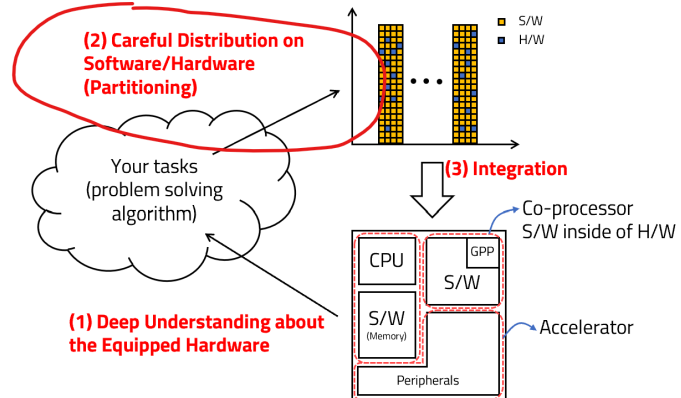 (2) Careful Distribution on
Software/Hardware
(Partitioning)
S/W
H/W
Your tasks
(problem solving
algorithm)
(3) Integration
Co-processor
S/W inside of H/W
CPU
GPP
S/W
S/W
(Memory)
(1) Deep Understanding about
the Equipped Hardware
Accelerator
Peripherals